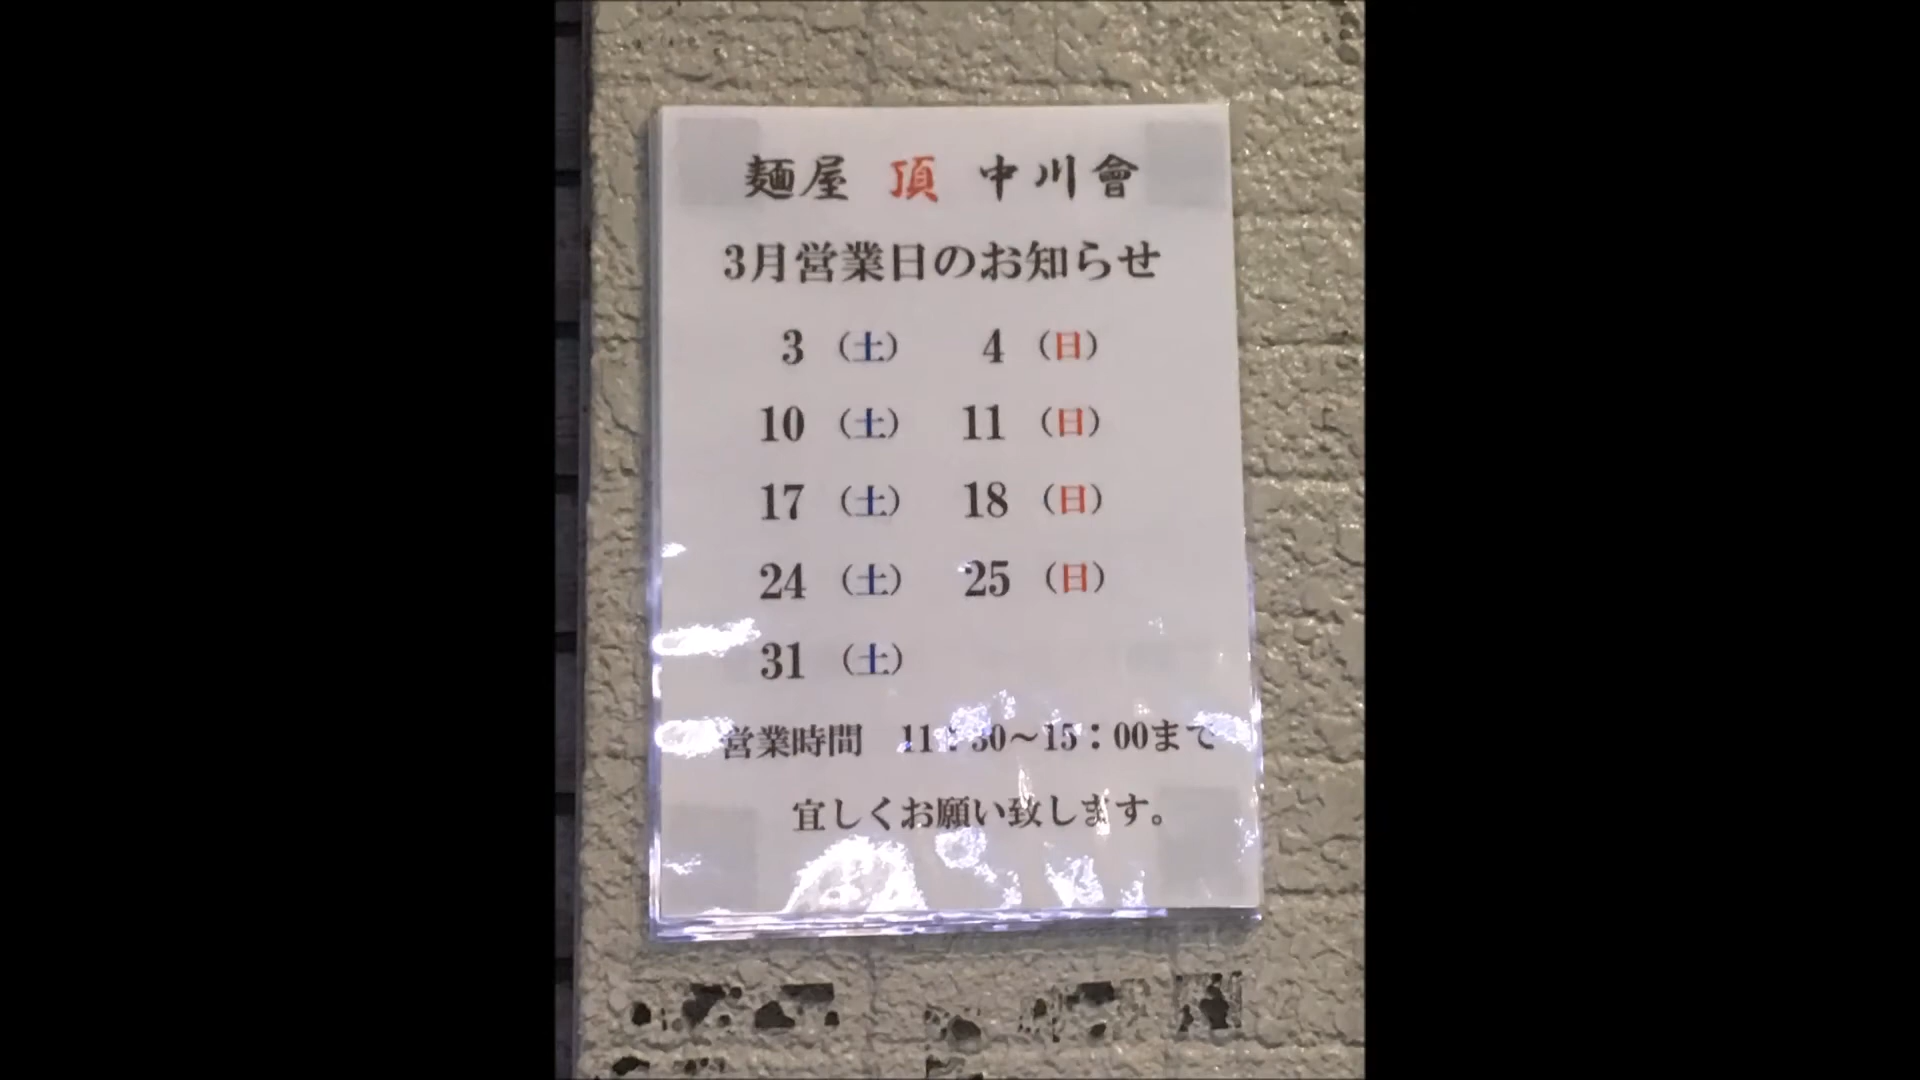 麺屋 頂 中川會
3月営業日のお知らせ
3（土） 4（日）
10（土） 11（日）
17（土） 18（日）
24（土） 25（日）
31（土）
営業時間 11：30～15：00まで
宜しくお願い致します。